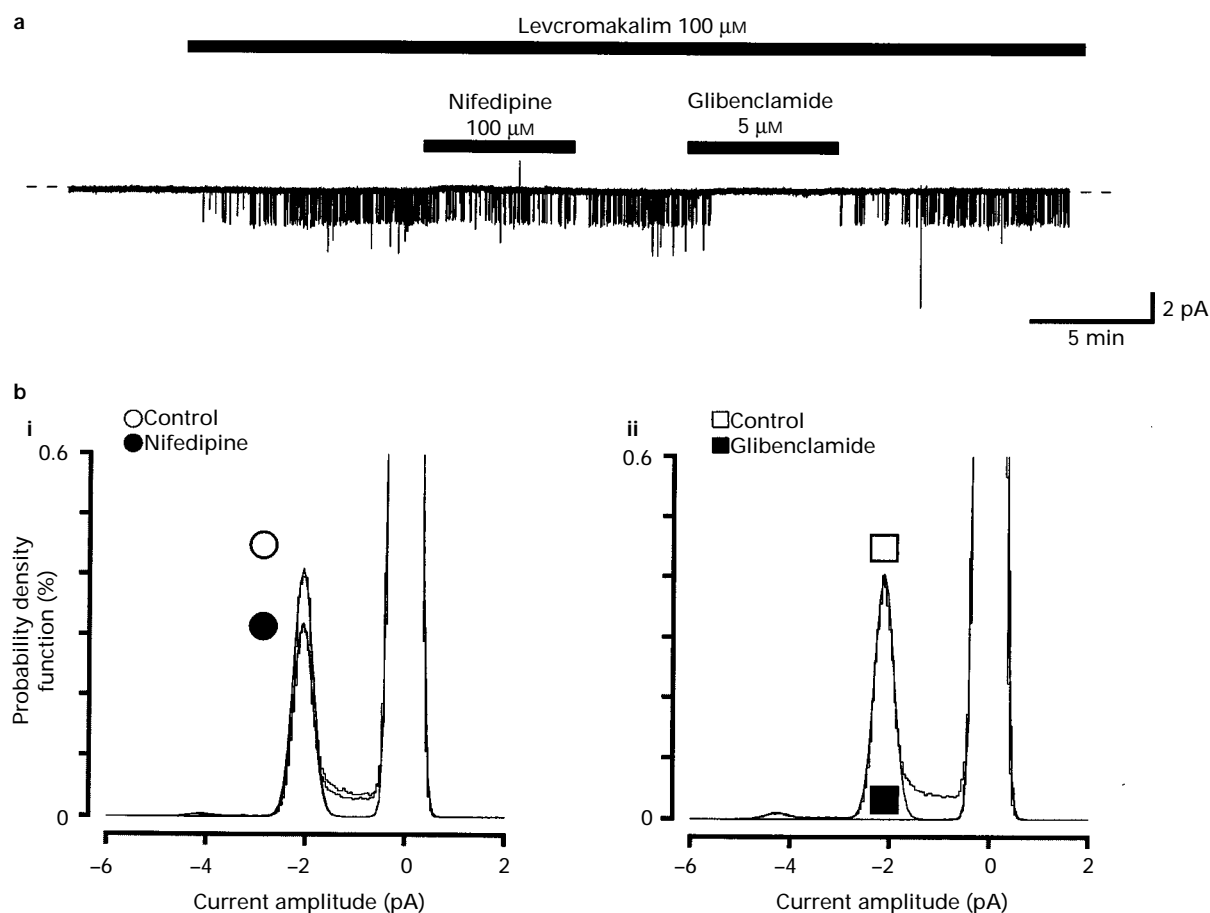 a
Levcromakalim 100 μM
Nifedipine
100 μM
Glibenclamide
5 μM
2 pA
5 min
b
i
Control
Nifedipine
0.6
0
Probability density
function (%)
−6 −4 −2 0 2
Current amplitude (pA)
ii
Control
Glibenclamide
0.6
0
−6 −4 −2 0 2
Current amplitude (pA)